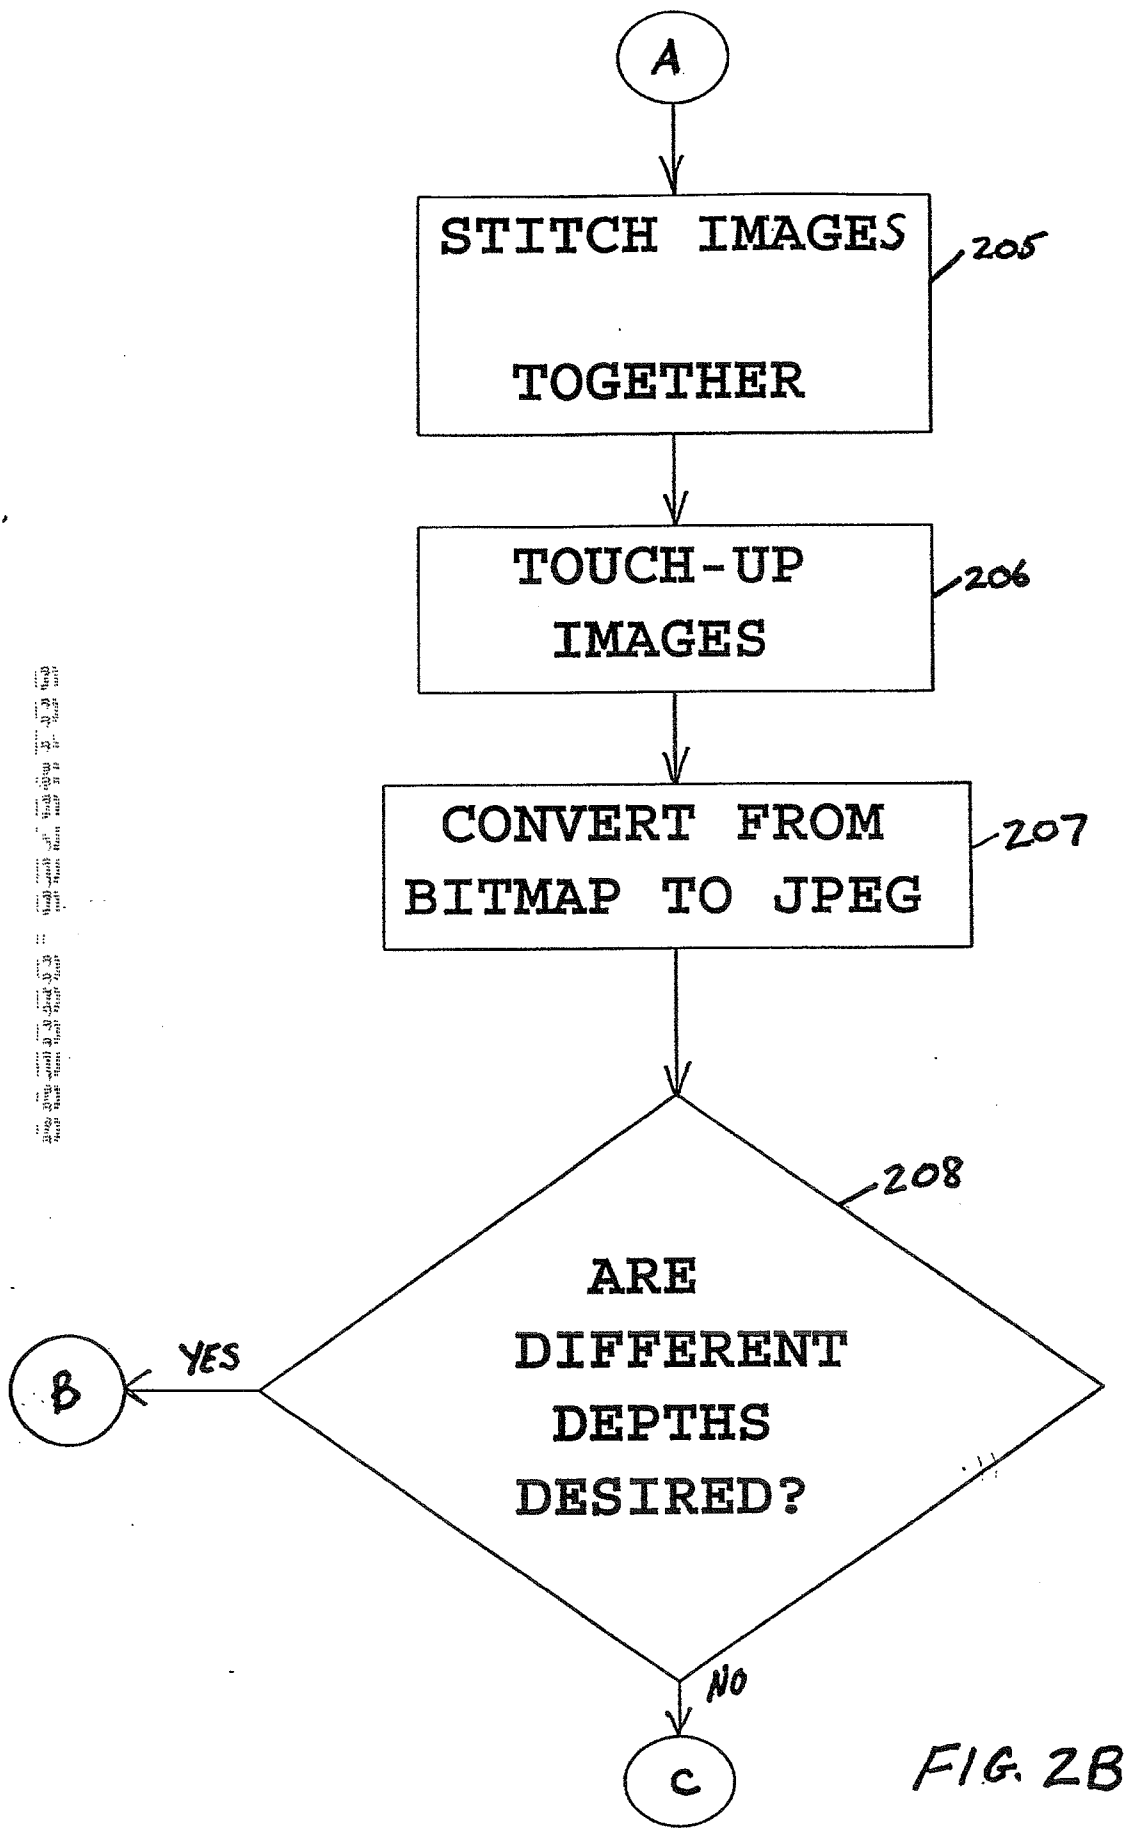 A
STITCH IMAGES
205
TOGETHER
TOUCH-UP
206
IMAGES
CONVERT FROM
207
BITMAP TO JPEG
208
ARE
DIFFERENT
YES
B
DEPTHS
DESIRED?
NO
C
FIG. 2B